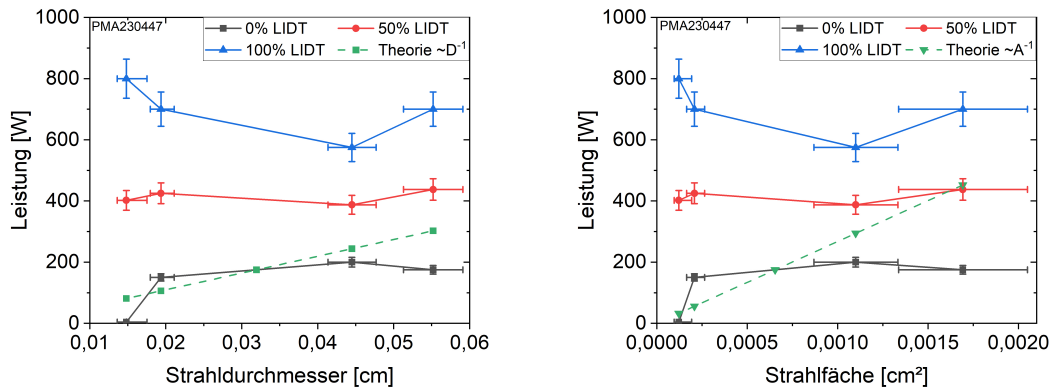 PMA230447
0% LIDT
50% LIDT
100% LIDT
Theorie ~D⁻¹
Leistung [W]
800
600
400
200
0
0,01
0,02
0,03
0,04
0,05
0,06
Strahldurchmesser [cm]
PMA230447
0% LIDT
50% LIDT
100% LIDT
Theorie ~A⁻¹
Leistung [W]
800
600
400
200
0
0,0000
0,0005
0,0010
0,0015
0,0020
Strahlfäche [cm²]